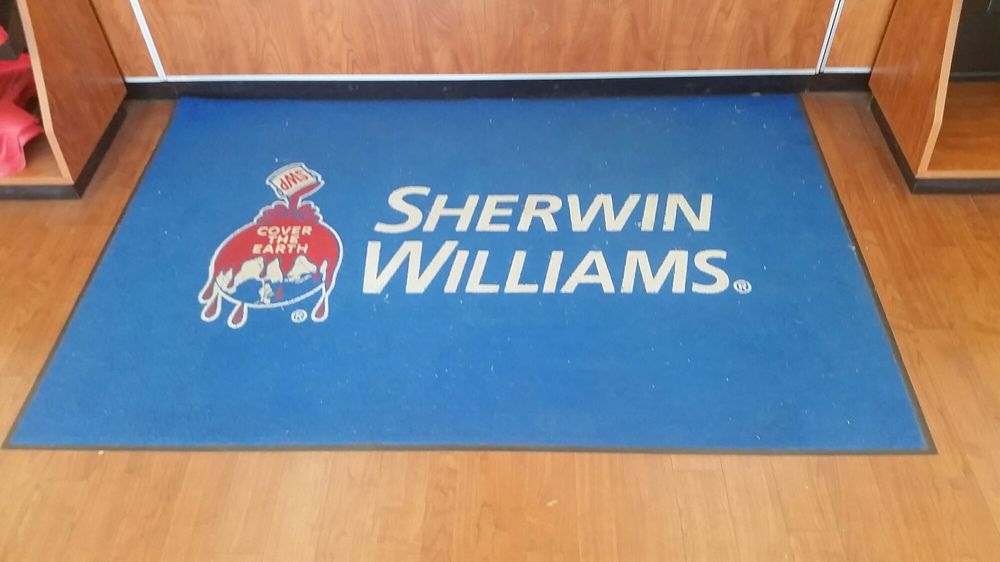 SWP
COVER
THE
EARTH
®
SHERWIN
WILLIAMS®